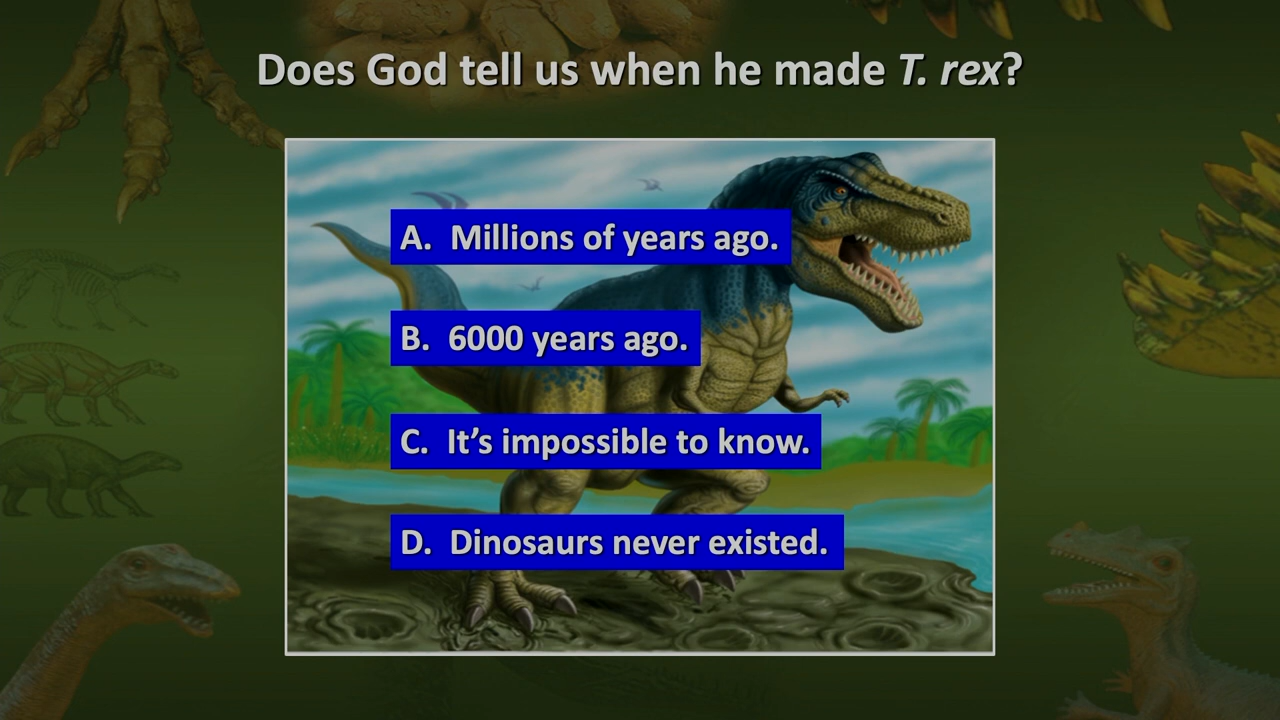 Does God tell us when he made T. rex?
A. Millions of years ago.
B. 6000 years ago.
C. It’s impossible to know.
D. Dinosaurs never existed.